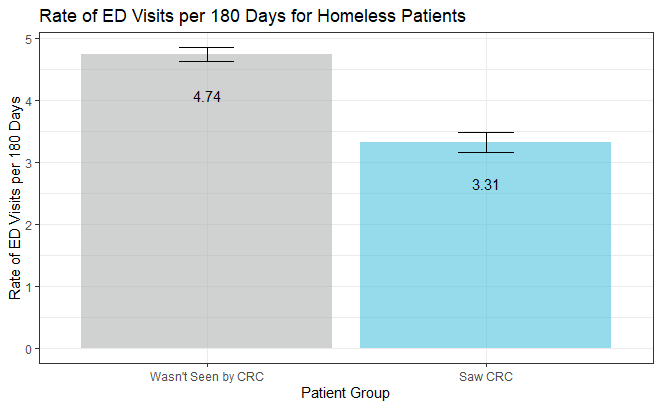 Rate of ED Visits per 180 Days for Homeless Patients
Rate of ED Visits per 180 Days
5
4
3
2
1
0
4.74
3.31
Wasn't Seen by CRC
Saw CRC
Patient Group